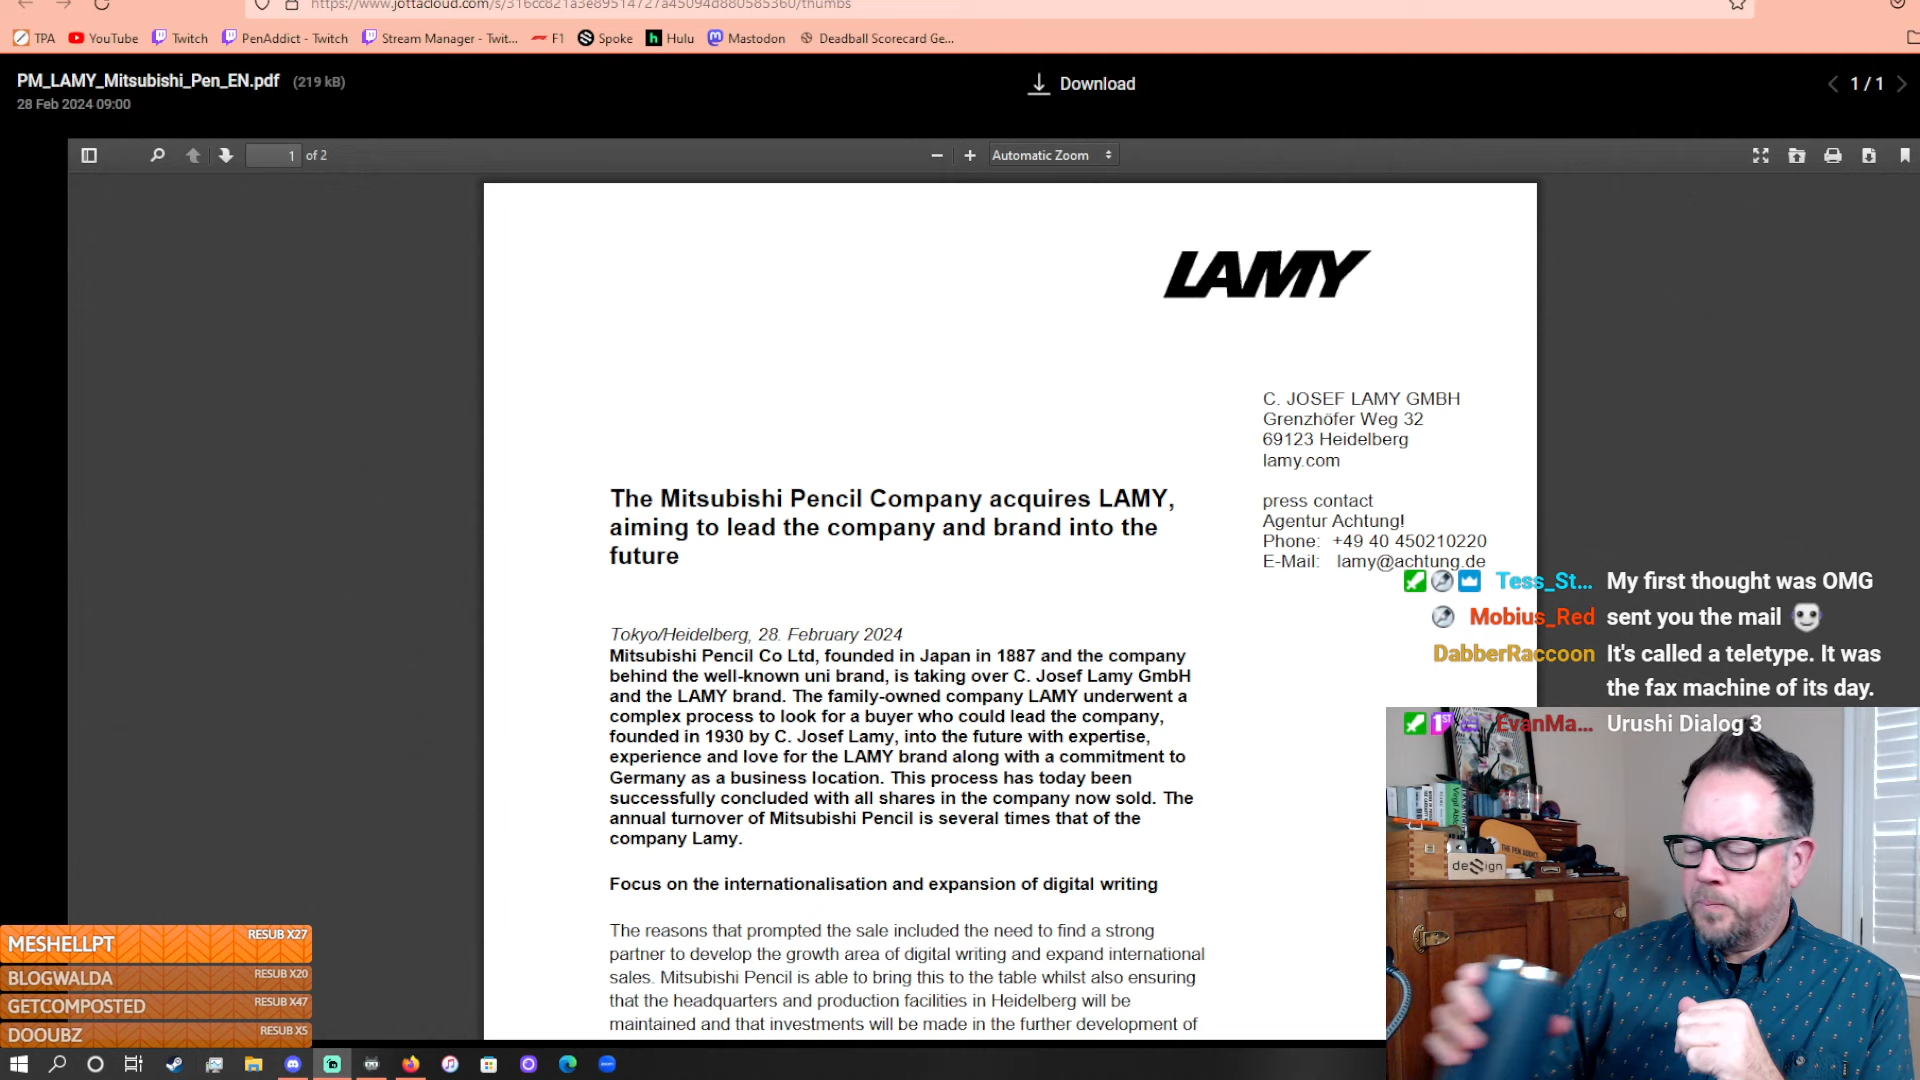 https://www.jottacloud.com/s/316cc821a3e89514727a45094d880585360/thumbs
TPA YouTube Twitch PenAddict - Twitch Stream Manager - Twit... F1 Spoke Hulu Mastodon Deadball Scorecard Ge...
PM_LAMY_Mitsubishi_Pen_EN.pdf (219 kB)
28 Feb 2024 09:00
Download
1 / 1
1 of 2
Automatic Zoom
LAMY
C. JOSEF LAMY GMBH
Grenzhöfer Weg 32
69123 Heidelberg
lamy.com
press contact
Agentur Achtung!
Phone: +49 40 450210220
E-Mail: lamy@achtung.de
The Mitsubishi Pencil Company acquires LAMY,
aiming to lead the company and brand into the
future
Tokyo/Heidelberg, 28. February 2024
Mitsubishi Pencil Co Ltd, founded in Japan in 1887 and the company
behind the well-known uni brand, is taking over C. Josef Lamy GmbH
and the LAMY brand. The family-owned company LAMY underwent a
complex process to look for a buyer who could lead the company,
founded in 1930 by C. Josef Lamy, into the future with expertise,
experience and love for the LAMY brand along with a commitment to
Germany as a business location. This process has today been
successfully concluded with all shares in the company now sold. The
annual turnover of Mitsubishi Pencil is several times that of the
company Lamy.
Focus on the internationalisation and expansion of digital writing
The reasons that prompted the sale included the need to find a strong
partner to develop the growth area of digital writing and expand international
sales. Mitsubishi Pencil is able to bring this to the table whilst also ensuring
that the headquarters and production facilities in Heidelberg will be
maintained and that investments will be made in the further development of
Tess_St... My first thought was OMG
Mobius_Red sent you the mail
DabberRaccoon It's called a teletype. It was
the fax machine of its day.
1ST EvanMa... Urushi Dialog 3
THE PEN ADDICT
deSign
MESHELLPT RESUB X27
BLOGWALDA RESUB X20
GETCOMPOSTED RESUB X47
DOOUBZ RESUB X5